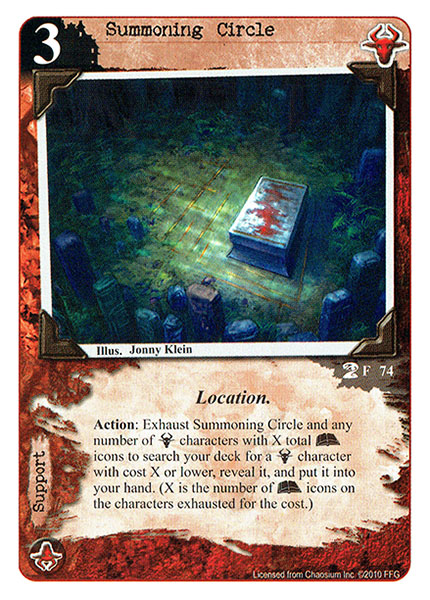 3
Summoning Circle
Illus. Jonny Klein
F 74
Location.
Action: Exhaust Summoning Circle and any
number of characters with X total
icons to search your deck for a character
with cost X or lower, reveal it, and put it into
your hand. (X is the number of icons on
the characters exhausted for the cost.)
Support
Licensed from Chaosium Inc. ©2010 FFG